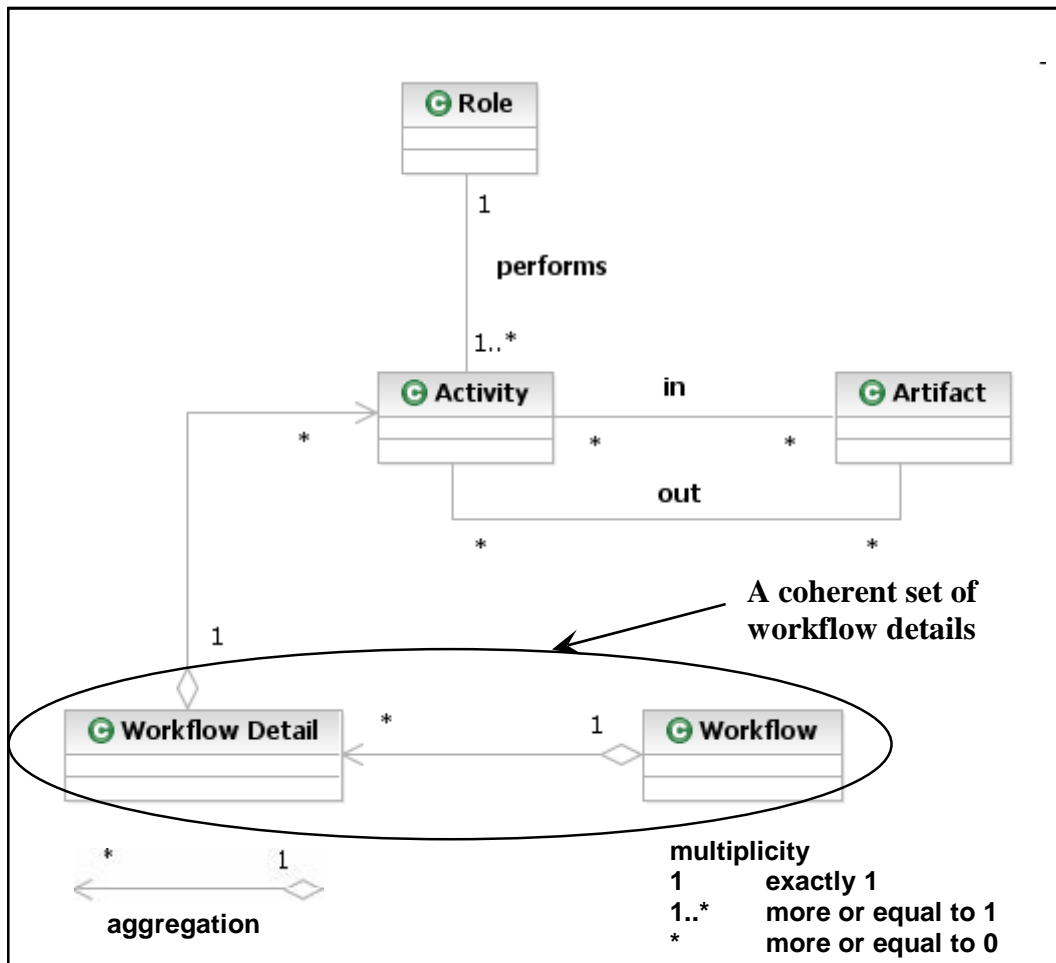 -
C Role
1
performs
1..*
C Activity
in
C Artifact
*
*
*
out
*
*
A coherent set of
workflow details
1
C Workflow Detail
*
1
C Workflow
*
1
aggregation
multiplicity
1 exactly 1
1..* more or equal to 1
* more or equal to 0